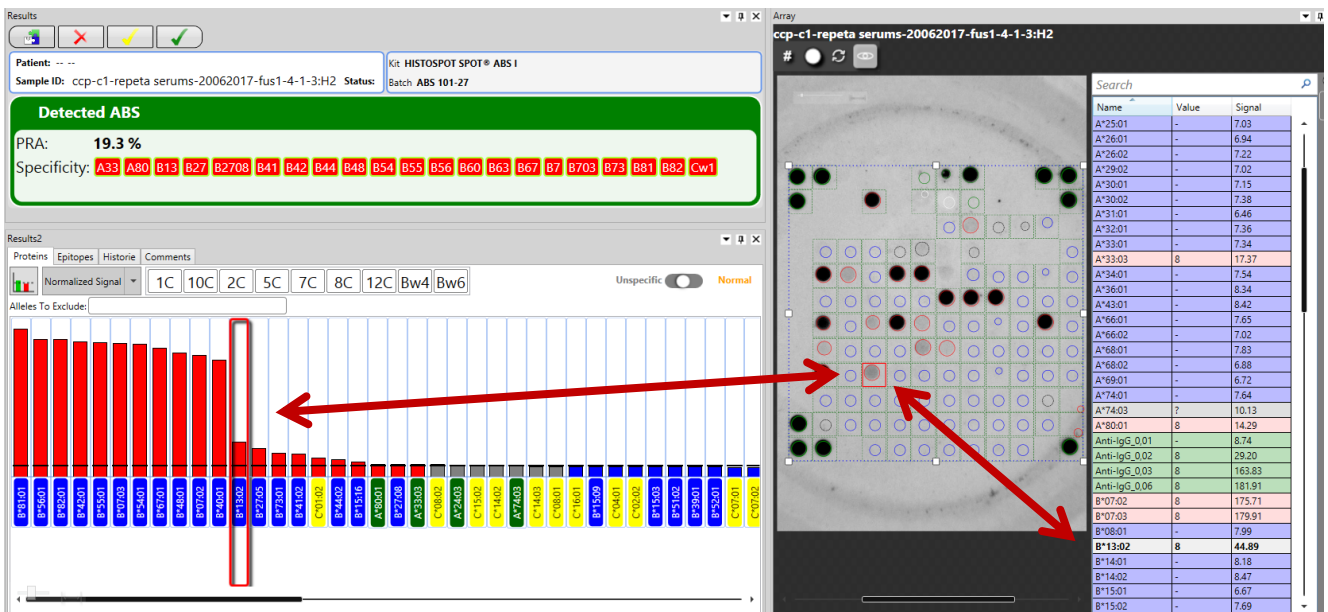 Results
Patient: -- --
Sample ID: ccp-c1-repeta serums-20062017-fus1-4-1-3:H2 Status:
Kit HISTOSPOT SPOT® ABS I
Batch ABS 101-27
Detected ABS
PRA: 19.3 %
Specificity: A33 A80 B13 B27 B2708 B41 B42 B44 B48 B54 B55 B56 B60 B63 B67 B7 B703 B73 B81 B82 Cw1
Results2
Proteins Epitopes Historie Comments
Normalized Signal 1C 10C 2C 5C 7C 8C 12C Bw4 Bw6 Unspecific Normal
Alleles To Exclude:
B*81:01 B*56:01 B*82:01 B*42:01 B*55:01 B*07:03 B*54:01 B*67:01 B*48:01 B*07:02 B*40:01 B*13:02 B*27:05 B*73:01 B*41:02 C*01:02 B*44:02 B*15:16 A*80:01 B*27:08 A*33:03 C*08:02 A*24:03 C*15:02 C*14:02 A*74:03 C*14:03 C*08:01 C*16:01 B*15:09 C*04:01 C*02:02 B*15:03 B*51:02 B*39:01 B*52:01 C*07:01 C*07:02
Array
ccp-c1-repeta serums-20062017-fus1-4-1-3:H2
#
Search
Name Value Signal
A*25:01 - 7.03
A*26:01 - 6.94
A*26:02 - 7.22
A*29:02 - 7.02
A*30:01 - 7.15
A*30:02 - 7.38
A*31:01 - 6.46
A*32:01 - 7.36
A*33:01 - 7.34
A*33:03 8 17.37
A*34:01 - 7.54
A*36:01 - 8.34
A*43:01 - 8.42
A*66:01 - 7.65
A*66:02 - 7.02
A*68:01 - 7.83
A*68:02 - 6.88
A*69:01 - 6.72
A*74:01 - 7.64
A*74:03 ? 10.13
A*80:01 8 14.29
Anti-IgG_0,01 - 8.74
Anti-IgG_0,02 8 29.20
Anti-IgG_0,03 8 163.83
Anti-IgG_0,06 8 181.91
B*07:02 8 175.71
B*07:03 8 179.91
B*08:01 - 7.99
B*13:02 8 44.89
B*14:01 - 8.18
B*14:02 - 8.47
B*15:01 - 6.67
B*15:02 - 7.69